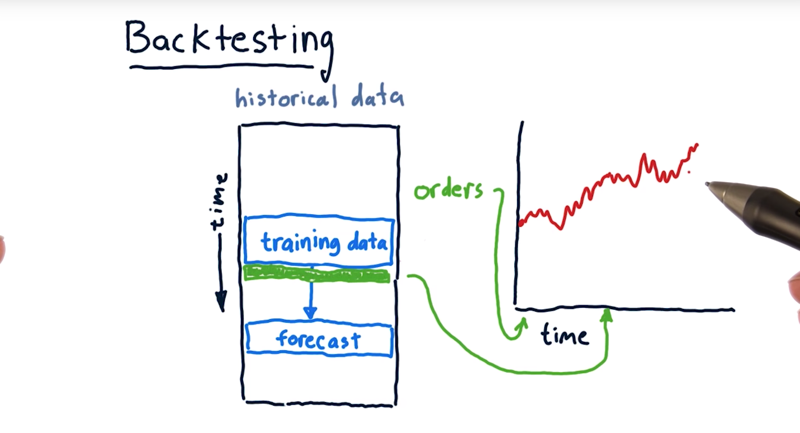 Backtesting
historical data
time
training data
forecast
orders
time